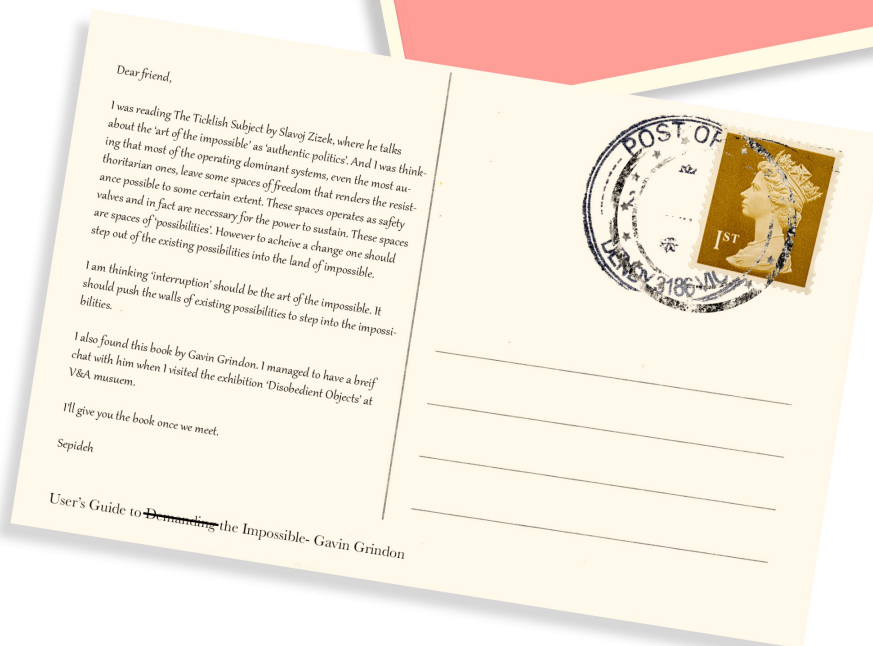 Dear friend,
I was reading The Ticklish Subject by Slavoj Zizek, where he talks
about the 'art of the impossible' as 'authentic politics'. And I was think-
ing that most of the operating dominant systems, even the most au-
thoritarian ones, leave some spaces of freedom that renders the resist-
ance possible to some certain extent. These spaces operates as safety
valves and in fact are necessary for the power to sustain. These spaces
are spaces of 'possibilities'. However to acheive a change one should
step out of the existing possibilities into the land of impossible.
I am thinking 'interruption' should be the art of the impossible. It
should push the walls of existing possibilities to step into the impossi-
bilities.
I also found this book by Gavin Grindon. I managed to have a breif
chat with him when I visited the exhibition 'Disobedient Objects' at
V&A musuem.
I'll give you the book once we meet.
Sepideh
User's Guide to Demanding the Impossible- Gavin Grindon
POST OF
1ST
3186 VIC